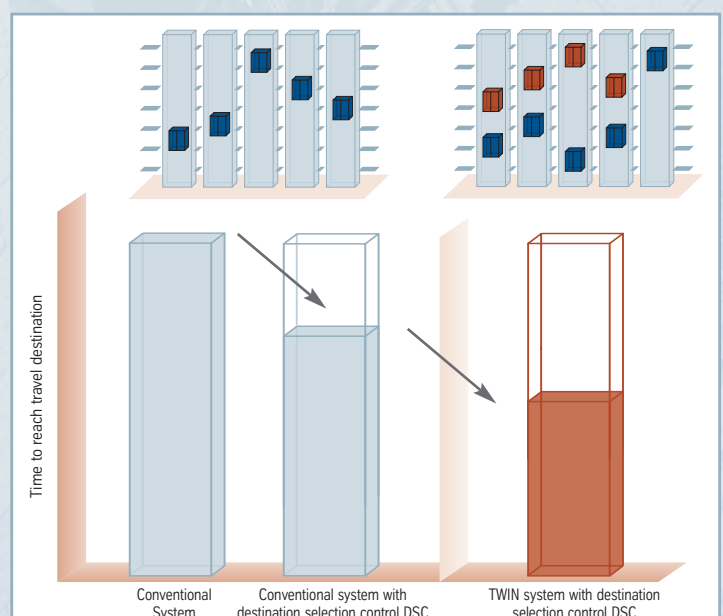 Time to reach travel destination
Conventional
System
Conventional system with
destination selection control DSC
TWIN system with destination
selection control DSC